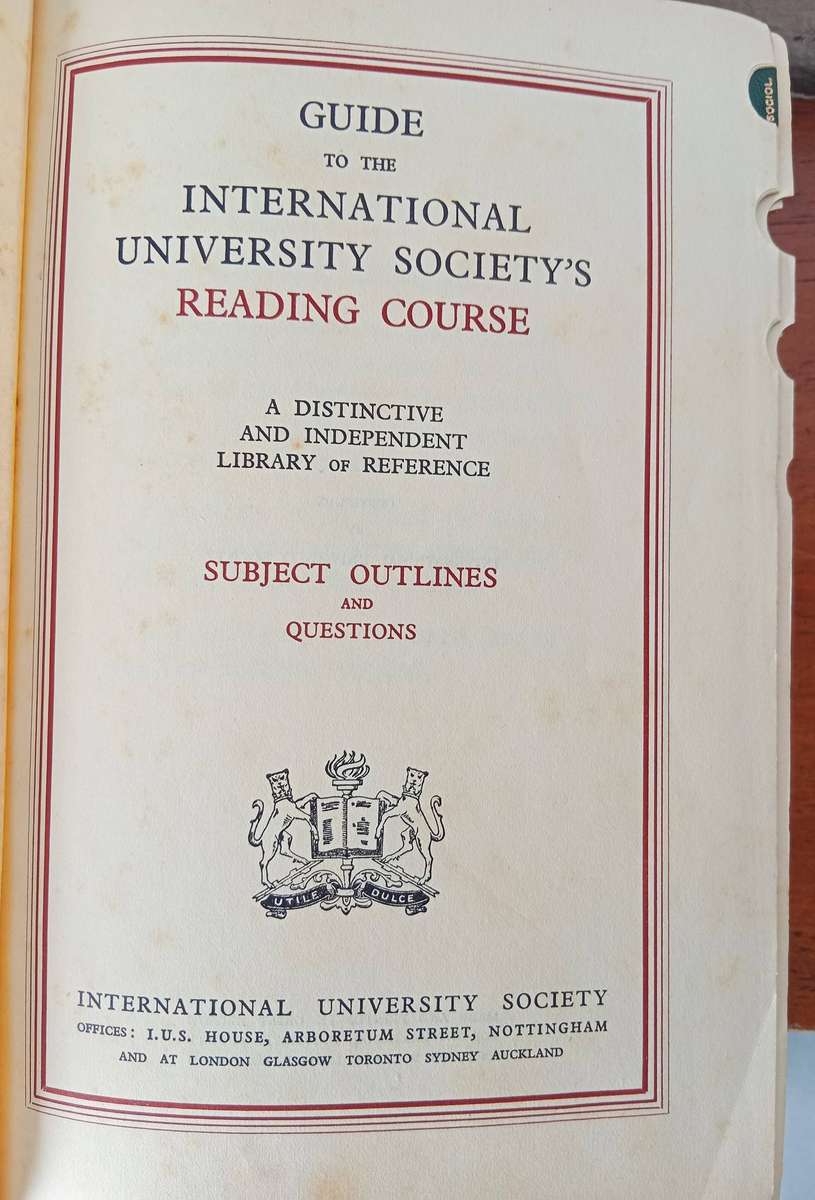 GUIDE
TO THE
INTERNATIONAL
UNIVERSITY SOCIETY'S
READING COURSE
A DISTINCTIVE
AND INDEPENDENT
LIBRARY OF REFERENCE
SUBJECT OUTLINES
AND
QUESTIONS
UTILE DULCE
INTERNATIONAL UNIVERSITY SOCIETY
OFFICES: I.U.S. HOUSE, ARBORETUM STREET, NOTTINGHAM
AND AT LONDON GLASGOW TORONTO SYDNEY AUCKLAND
SOCIOL